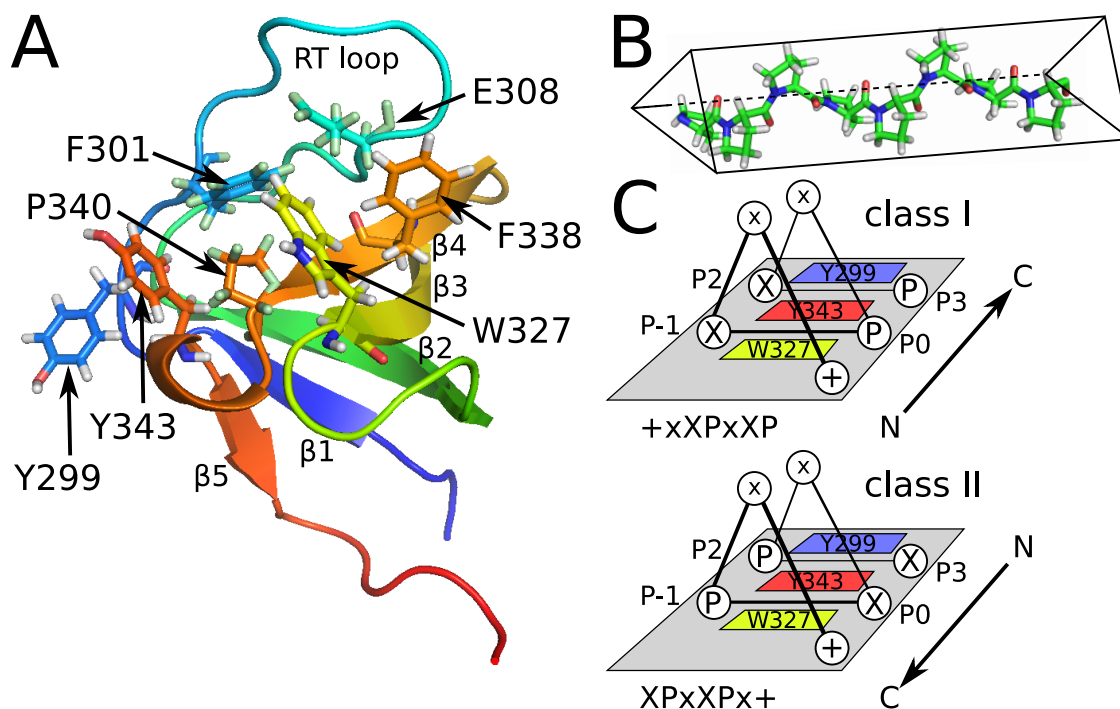 A
RT loop
E308
F301
P340
F338
β4
β3
W327
β2
Y343
Y299
β1
β5
B
C
class I
x
x
P2
X
Y299
P
P3
C
P-1
X
Y343
P
P0
W327
+
N
+xXPxXP
class II
x
x
N
P2
P
Y299
X
P3
P-1
P
Y343
X
P0
W327
+
C
XPxXPx+